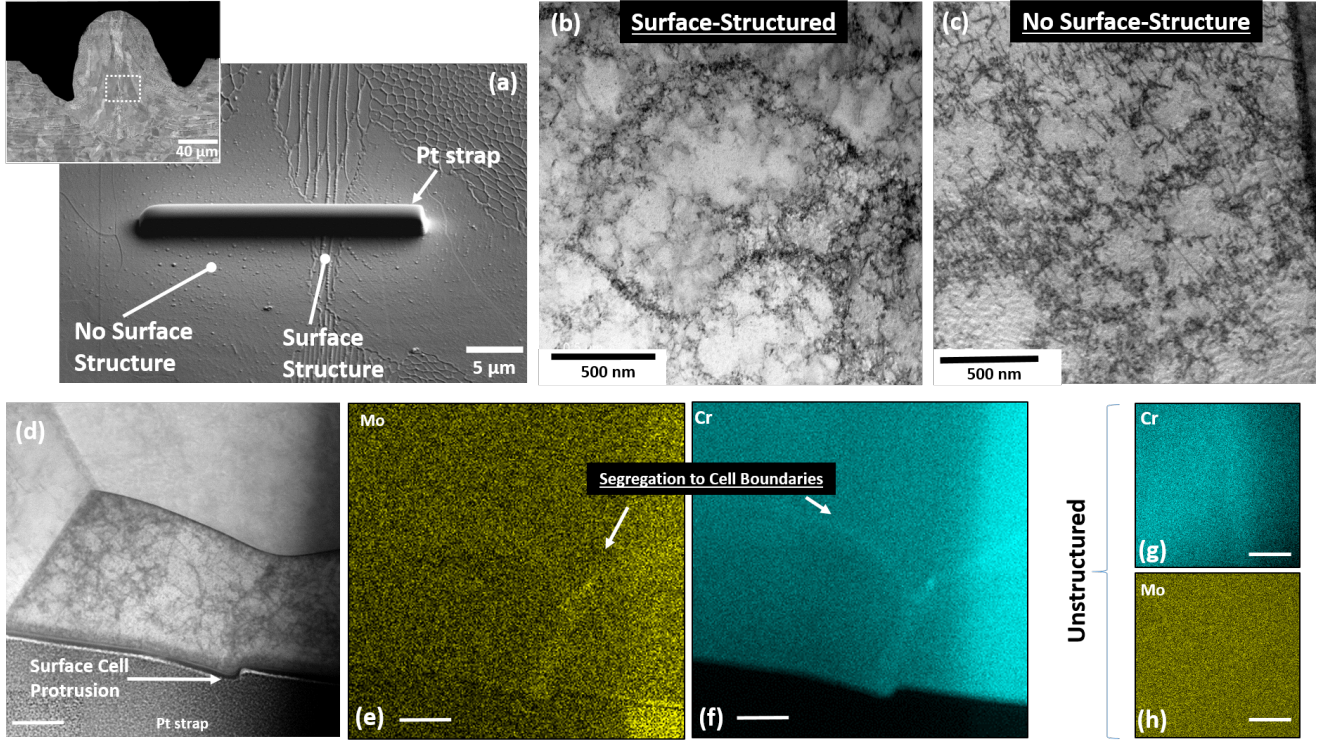 40 μm
(a)
Pt strap
No Surface
Structure
Surface
Structure
5 μm
(b)
Surface-Structured
500 nm
(c)
No Surface-Structure
500 nm
(d)
Surface Cell
Protrusion
Pt strap
Mo
(e)
Segregation to Cell Boundaries
Cr
(f)
Unstructured
Cr
(g)
Mo
(h)